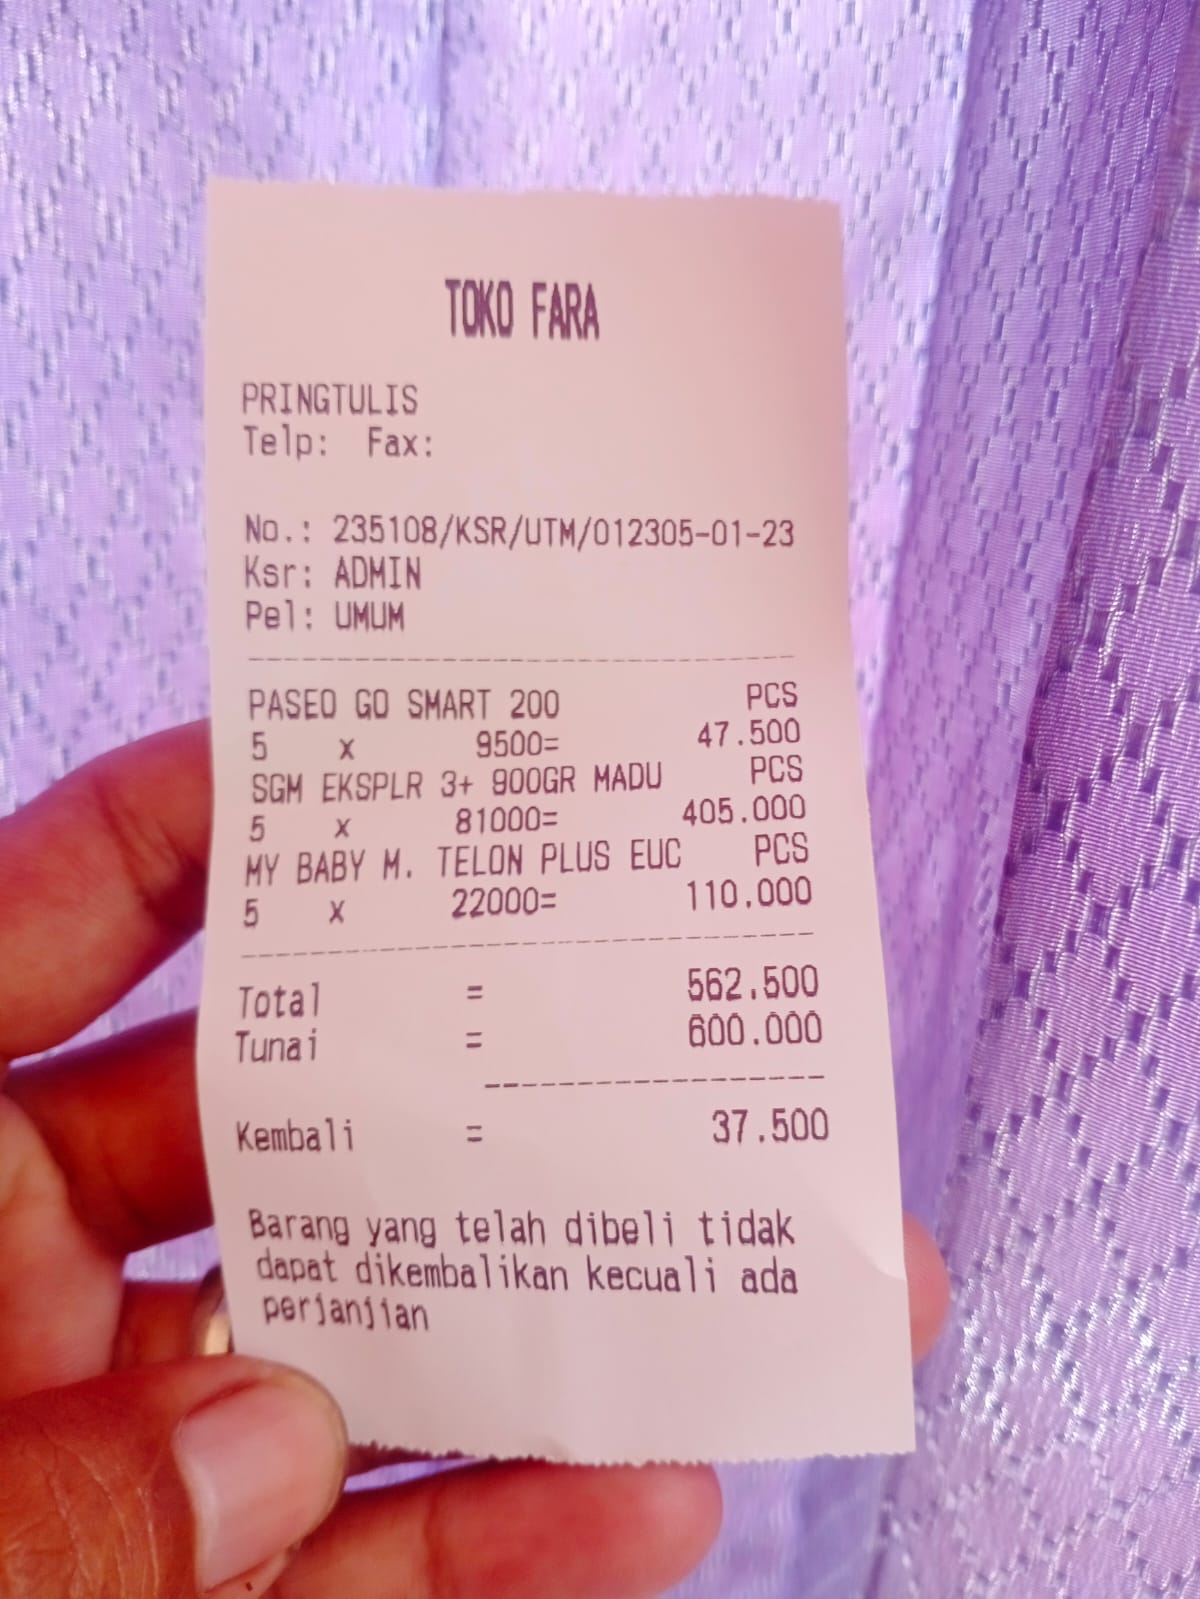 TOKO FARA
PRINGTULIS
Telp: Fax:
No.: 235108/KSR/UTM/012305-01-23
Ksr: ADMIN
Pel: UMUM
PASEO GO SMART 200 PCS
5 x 9500= 47.500
SGM EKSPLR 3+ 900GR MADU PCS
5 x 81000= 405.000
MY BABY M. TELON PLUS EUC PCS
5 x 22000= 110.000
Total = 562.500
Tunai = 600.000
Kembali = 37.500
Barang yang telah dibeli tidak
dapat dikembalikan kecuali ada
perjanjian